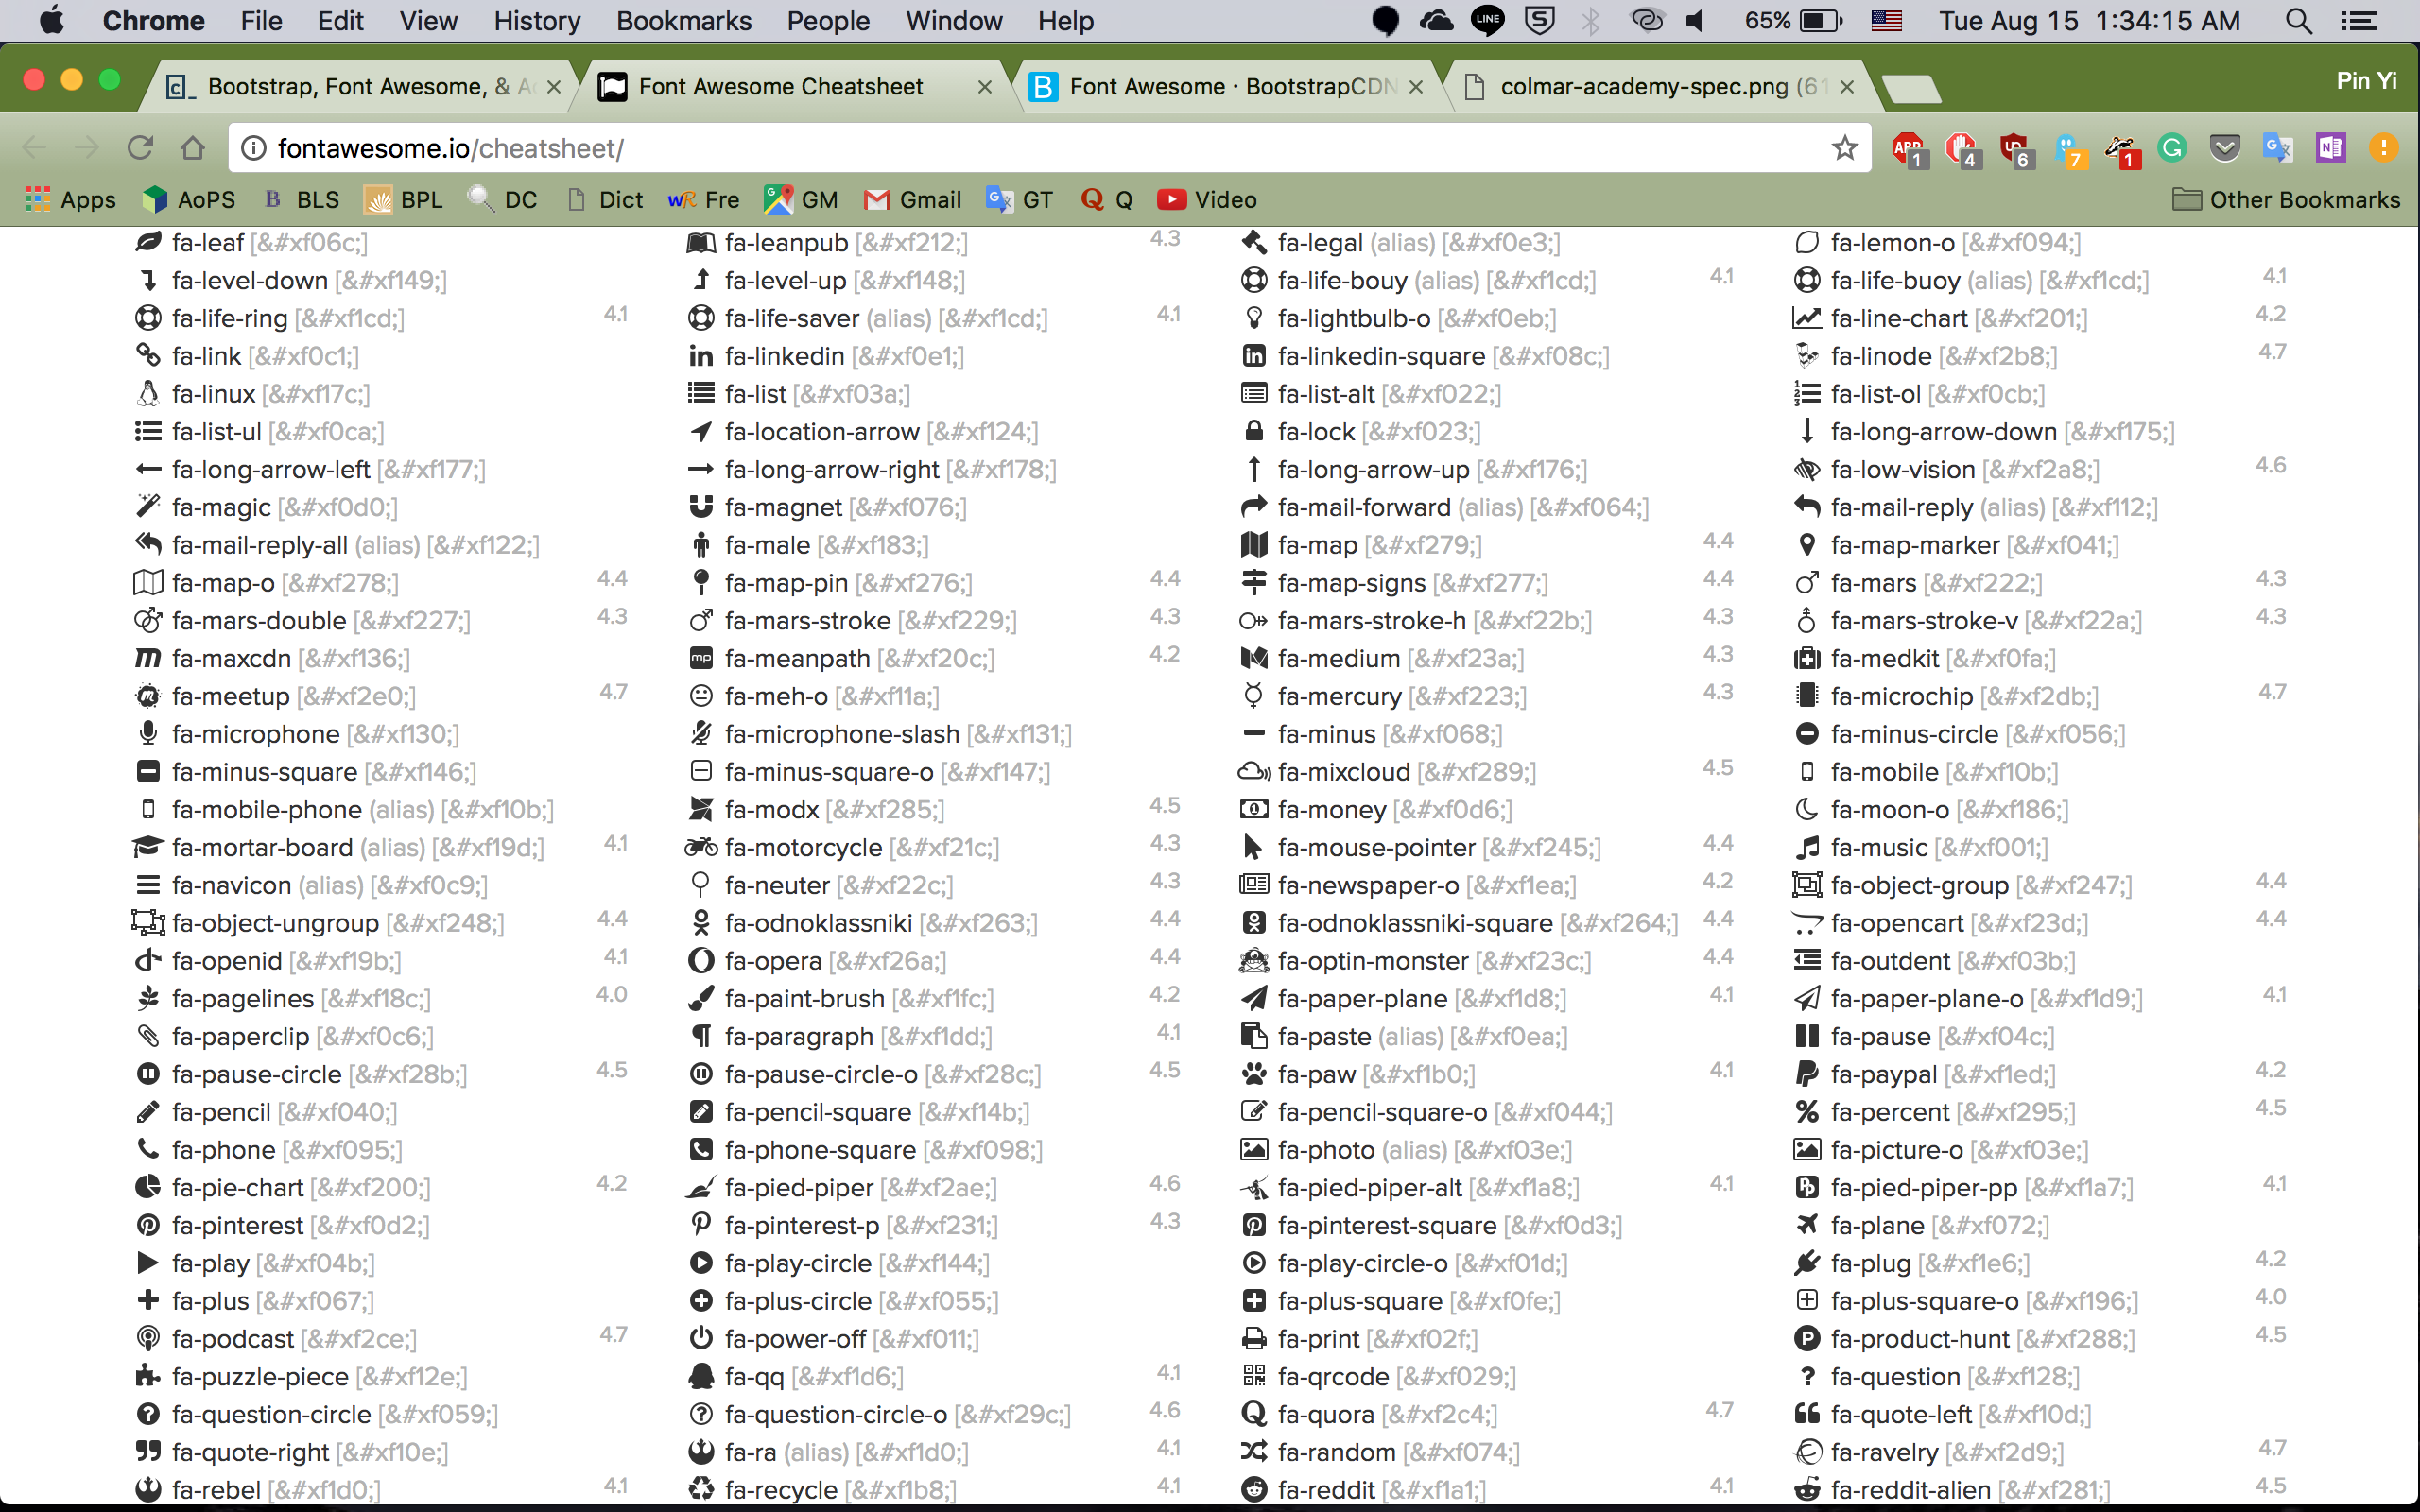 Chrome File Edit View History Bookmarks People Window Help LINE S 65% Tue Aug 15 1:34:15 AM
Bootstrap, Font Awesome, & A Font Awesome Cheatsheet Font Awesome · BootstrapCDN colmar-academy-spec.png (61 Pin Yi
fontawesome.io/cheatsheet/ ABP 1 4 6 7 1
Apps AoPS BLS BPL DC Dict Fre GM Gmail GT Q Video Other Bookmarks
fa-leaf [&#xf06c;] fa-leanpub [&#xf212;] 4.3 fa-legal (alias) [&#xf0e3;] fa-lemon-o [&#xf094;]
fa-level-down [&#xf149;] fa-level-up [&#xf148;] fa-life-bouy (alias) [&#xf1cd;] 4.1 fa-life-buoy (alias) [&#xf1cd;] 4.1
fa-life-ring [&#xf1cd;] 4.1 fa-life-saver (alias) [&#xf1cd;] 4.1 fa-lightbulb-o [&#xf0eb;] fa-line-chart [&#xf201;] 4.2
fa-link [&#xf0c1;] fa-linkedin [&#xf0e1;] fa-linkedin-square [&#xf08c;] fa-linode [&#xf2b8;] 4.7
fa-linux [&#xf17c;] fa-list [&#xf03a;] fa-list-alt [&#xf022;] fa-list-ol [&#xf0cb;]
fa-list-ul [&#xf0ca;] fa-location-arrow [&#xf124;] fa-lock [&#xf023;] fa-long-arrow-down [&#xf175;]
fa-long-arrow-left [&#xf177;] fa-long-arrow-right [&#xf178;] fa-long-arrow-up [&#xf176;] fa-low-vision [&#xf2a8;] 4.6
fa-magic [&#xf0d0;] fa-magnet [&#xf076;] fa-mail-forward (alias) [&#xf064;] fa-mail-reply (alias) [&#xf112;]
fa-mail-reply-all (alias) [&#xf122;] fa-male [&#xf183;] fa-map [&#xf279;] 4.4 fa-map-marker [&#xf041;]
fa-map-o [&#xf278;] 4.4 fa-map-pin [&#xf276;] 4.4 fa-map-signs [&#xf277;] 4.4 fa-mars [&#xf222;] 4.3
fa-mars-double [&#xf227;] 4.3 fa-mars-stroke [&#xf229;] 4.3 fa-mars-stroke-h [&#xf22b;] 4.3 fa-mars-stroke-v [&#xf22a;] 4.3
fa-maxcdn [&#xf136;] fa-meanpath [&#xf20c;] 4.2 fa-medium [&#xf23a;] 4.3 fa-medkit [&#xf0fa;]
fa-meetup [&#xf2e0;] 4.7 fa-meh-o [&#xf11a;] fa-mercury [&#xf223;] 4.3 fa-microchip [&#xf2db;] 4.7
fa-microphone [&#xf130;] fa-microphone-slash [&#xf131;] fa-minus [&#xf068;] fa-minus-circle [&#xf056;]
fa-minus-square [&#xf146;] fa-minus-square-o [&#xf147;] fa-mixcloud [&#xf289;] 4.5 fa-mobile [&#xf10b;]
fa-mobile-phone (alias) [&#xf10b;] fa-modx [&#xf285;] 4.5 fa-money [&#xf0d6;] fa-moon-o [&#xf186;]
fa-mortar-board (alias) [&#xf19d;] 4.1 fa-motorcycle [&#xf21c;] 4.3 fa-mouse-pointer [&#xf245;] 4.4 fa-music [&#xf001;]
fa-navicon (alias) [&#xf0c9;] fa-neuter [&#xf22c;] 4.3 fa-newspaper-o [&#xf1ea;] 4.2 fa-object-group [&#xf247;] 4.4
fa-object-ungroup [&#xf248;] 4.4 fa-odnoklassniki [&#xf263;] 4.4 fa-odnoklassniki-square [&#xf264;] 4.4 fa-opencart [&#xf23d;] 4.4
fa-openid [&#xf19b;] 4.1 fa-opera [&#xf26a;] 4.4 fa-optin-monster [&#xf23c;] 4.4 fa-outdent [&#xf03b;]
fa-pagelines [&#xf18c;] 4.0 fa-paint-brush [&#xf1fc;] 4.2 fa-paper-plane [&#xf1d8;] 4.1 fa-paper-plane-o [&#xf1d9;] 4.1
fa-paperclip [&#xf0c6;] fa-paragraph [&#xf1dd;] 4.1 fa-paste (alias) [&#xf0ea;] fa-pause [&#xf04c;]
fa-pause-circle [&#xf28b;] 4.5 fa-pause-circle-o [&#xf28c;] 4.5 fa-paw [&#xf1b0;] 4.1 fa-paypal [&#xf1ed;] 4.2
fa-pencil [&#xf040;] fa-pencil-square [&#xf14b;] fa-pencil-square-o [&#xf044;] fa-percent [&#xf295;] 4.5
fa-phone [&#xf095;] fa-phone-square [&#xf098;] fa-photo (alias) [&#xf03e;] fa-picture-o [&#xf03e;]
fa-pie-chart [&#xf200;] 4.2 fa-pied-piper [&#xf2ae;] 4.6 fa-pied-piper-alt [&#xf1a8;] 4.1 fa-pied-piper-pp [&#xf1a7;] 4.1
fa-pinterest [&#xf0d2;] fa-pinterest-p [&#xf231;] 4.3 fa-pinterest-square [&#xf0d3;] fa-plane [&#xf072;]
fa-play [&#xf04b;] fa-play-circle [&#xf144;] fa-play-circle-o [&#xf01d;] fa-plug [&#xf1e6;] 4.2
fa-plus [&#xf067;] fa-plus-circle [&#xf055;] fa-plus-square [&#xf0fe;] fa-plus-square-o [&#xf196;] 4.0
fa-podcast [&#xf2ce;] 4.7 fa-power-off [&#xf011;] fa-print [&#xf02f;] fa-product-hunt [&#xf288;] 4.5
fa-puzzle-piece [&#xf12e;] fa-qq [&#xf1d6;] 4.1 fa-qrcode [&#xf029;] fa-question [&#xf128;]
fa-question-circle [&#xf059;] fa-question-circle-o [&#xf29c;] 4.6 fa-quora [&#xf2c4;] 4.7 fa-quote-left [&#xf10d;]
fa-quote-right [&#xf10e;] fa-ra (alias) [&#xf1d0;] 4.1 fa-random [&#xf074;] fa-ravelry [&#xf2d9;] 4.7
fa-rebel [&#xf1d0;] 4.1 fa-recycle [&#xf1b8;] 4.1 fa-reddit [&#xf1a1;] 4.1 fa-reddit-alien [&#xf281;] 4.5